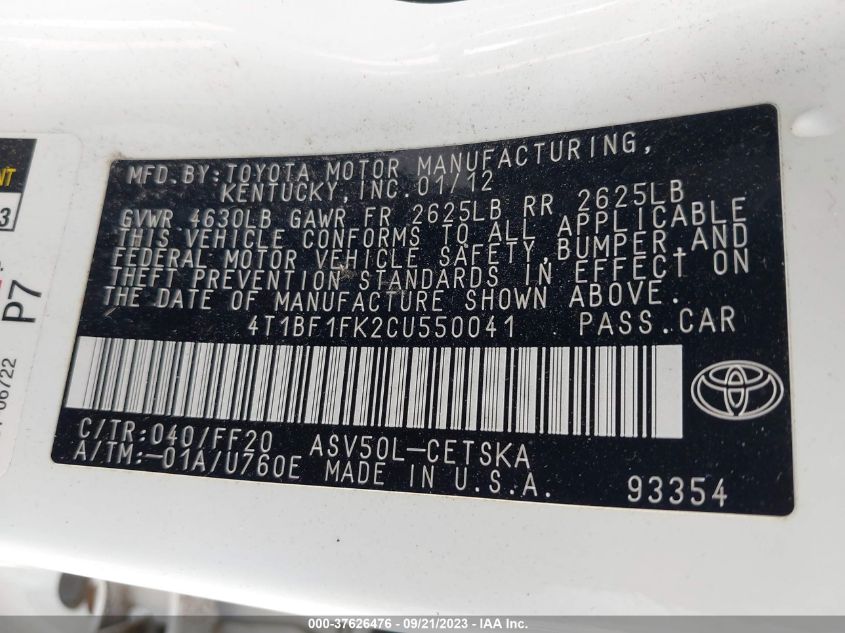 MFD. BY: TOYOTA MOTOR MANUFACTURING,
KENTUCKY, INC. 01/12
GVWR 4630LB GAWR FR 2625LB RR 2625LB
THIS VEHICLE CONFORMS TO ALL APPLICABLE
FEDERAL MOTOR VEHICLE SAFETY, BUMPER, AND
THEFT PREVENTION STANDARDS IN EFFECT ON
THE DATE OF MANUFACTURE SHOWN ABOVE.
4T1BF1FK2CU550041 PASS. CAR
C/TR: 040/FF20 ASV50L-CETSKA
A/TM: -01A/U760E MADE IN U.S.A. 93354
P7
06/22
000-37626476 - 09/21/2023 - IAA Inc.